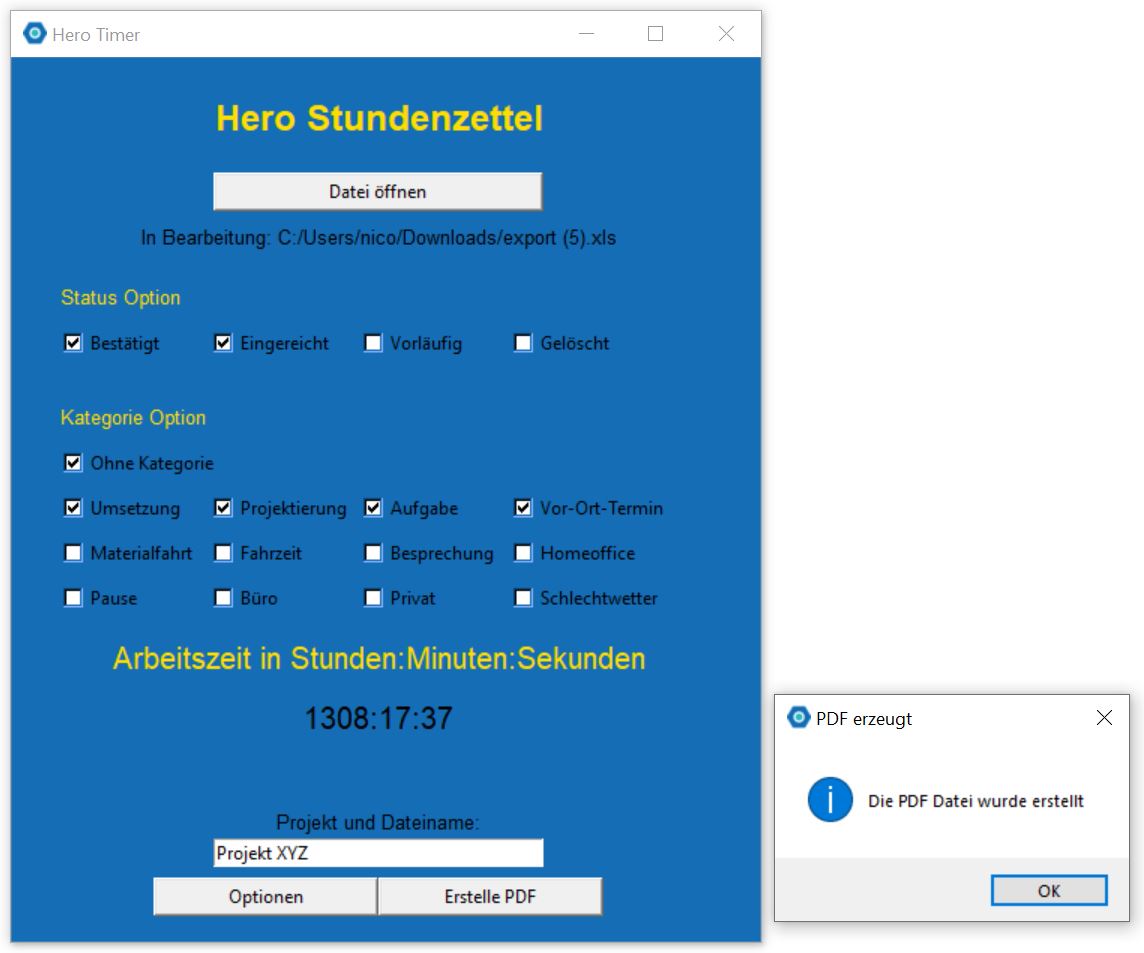 Hero Timer
Hero Stundenzettel
Datei öffnen
In Bearbeitung: C:/Users/nico/Downloads/export (5).xls
Status Option
Bestätigt Eingereicht Vorläufig Gelöscht
Kategorie Option
Ohne Kategorie
Umsetzung Projektierung Aufgabe Vor-Ort-Termin
Materialfahrt Fahrzeit Besprechung Homeoffice
Pause Büro Privat Schlechtwetter
Arbeitszeit in Stunden:Minuten:Sekunden
1308:17:37
Projekt und Dateiname:
Projekt XYZ
Optionen Erstelle PDF
PDF erzeugt
Die PDF Datei wurde erstellt
OK